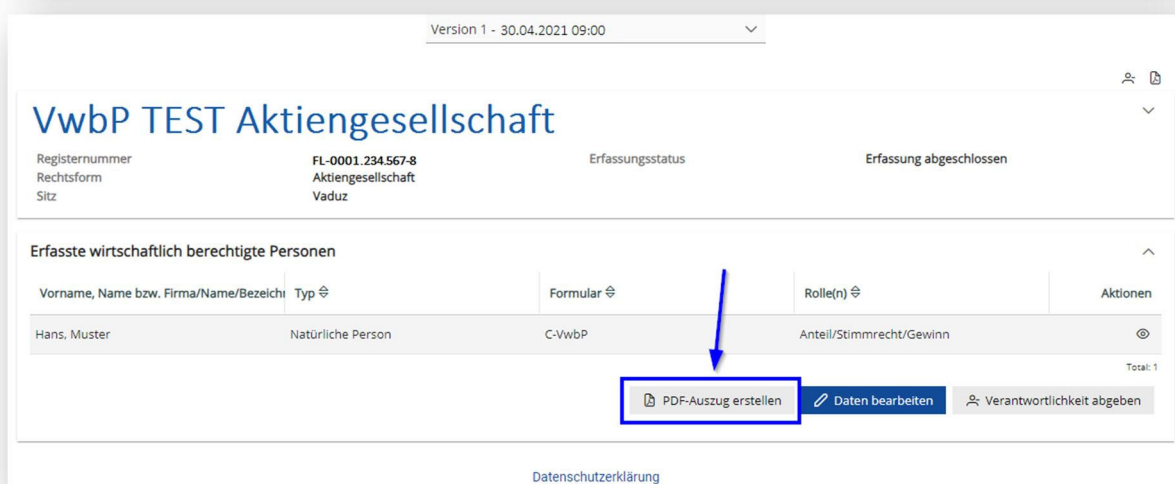 Version 1 - 30.04.2021 09:00
VwbP TEST Aktiengesellschaft
Registernummer FL-0001.234.567-8 Erfassungsstatus Erfassung abgeschlossen
Rechtsform Aktiengesellschaft
Sitz Vaduz
Erfasste wirtschaftlich berechtigte Personen
Vorname, Name bzw. Firma/Name/Bezeichn Typ Formular Rolle(n) Aktionen
Hans, Muster Natürliche Person C-VwbP Anteil/Stimmrecht/Gewinn
Total: 1
PDF-Auszug erstellen Daten bearbeiten Verantwortlichkeit abgeben
Datenschutzerklärung